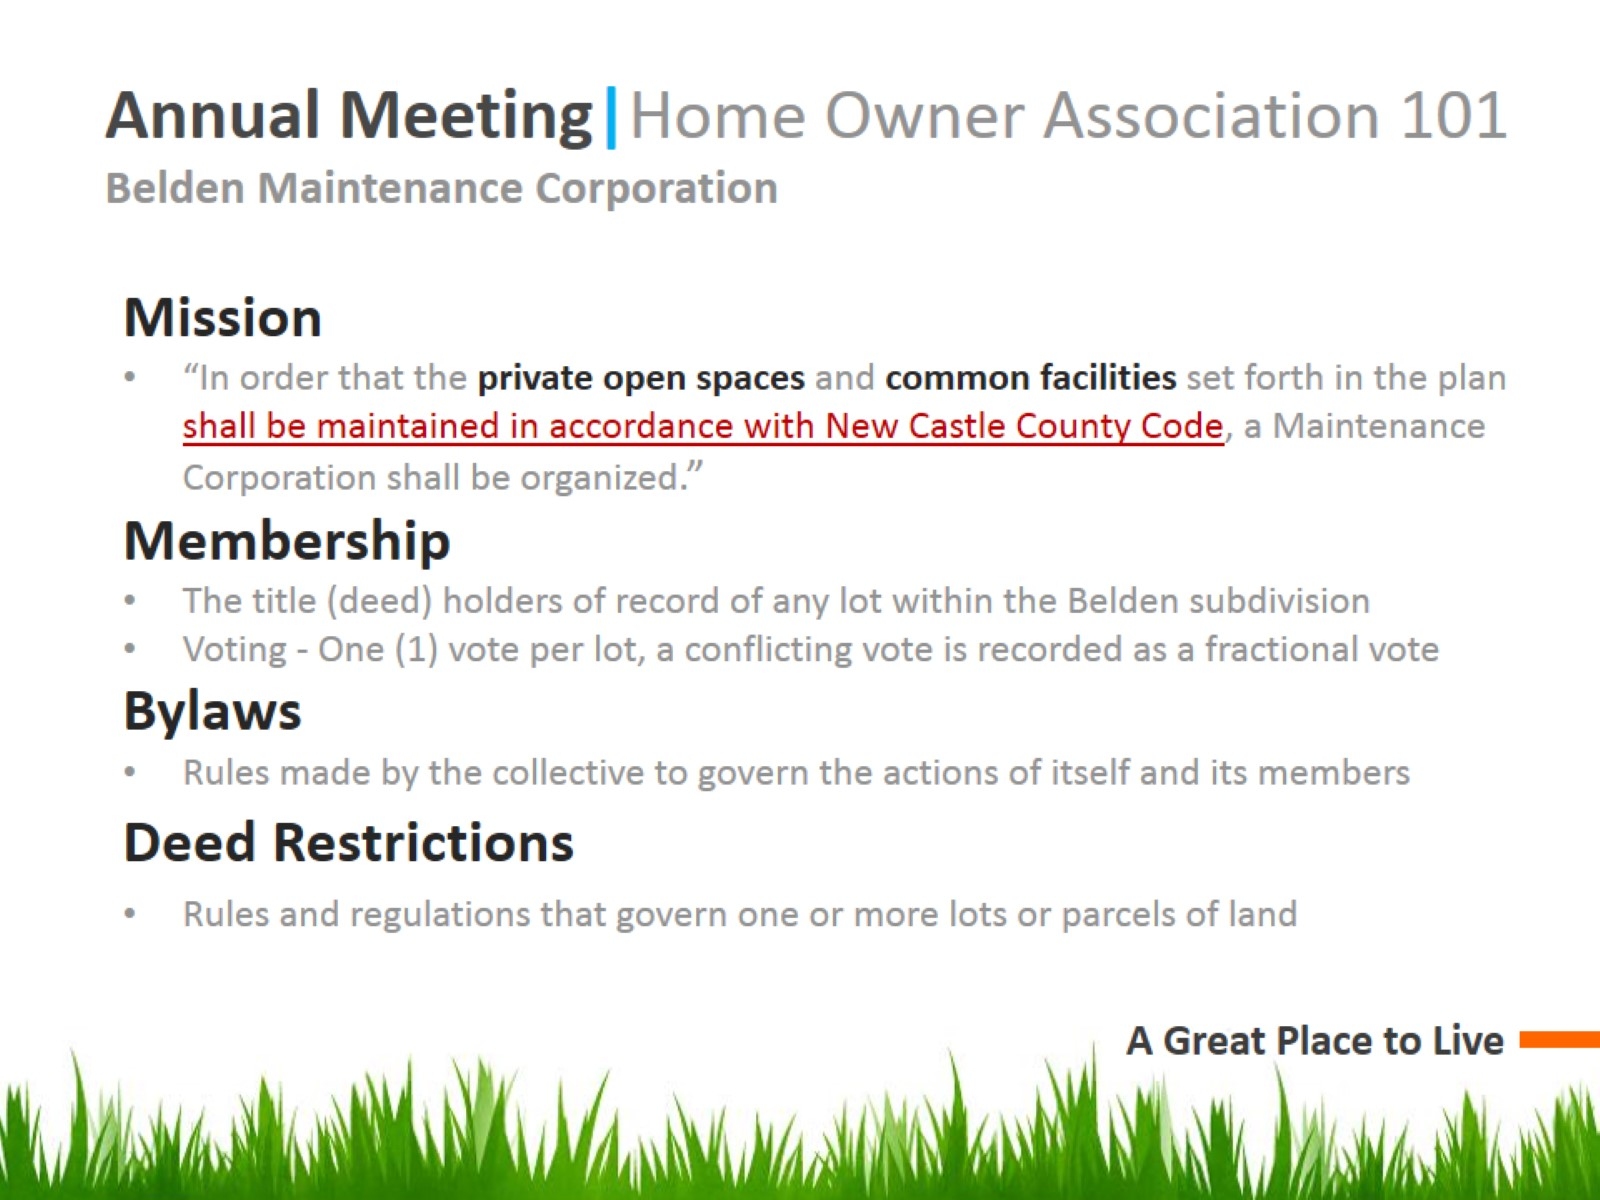 Annual Meeting|Home Owner Association 101
Belden Maintenance Corporation
Mission
• “In order that the private open spaces and common facilities set forth in the plan
shall be maintained in accordance with New Castle County Code, a Maintenance
Corporation shall be organized.”
Membership
• The title (deed) holders of record of any lot within the Belden subdivision
• Voting - One (1) vote per lot, a conflicting vote is recorded as a fractional vote
Bylaws
• Rules made by the collective to govern the actions of itself and its members
Deed Restrictions
• Rules and regulations that govern one or more lots or parcels of land
A Great Place to Live